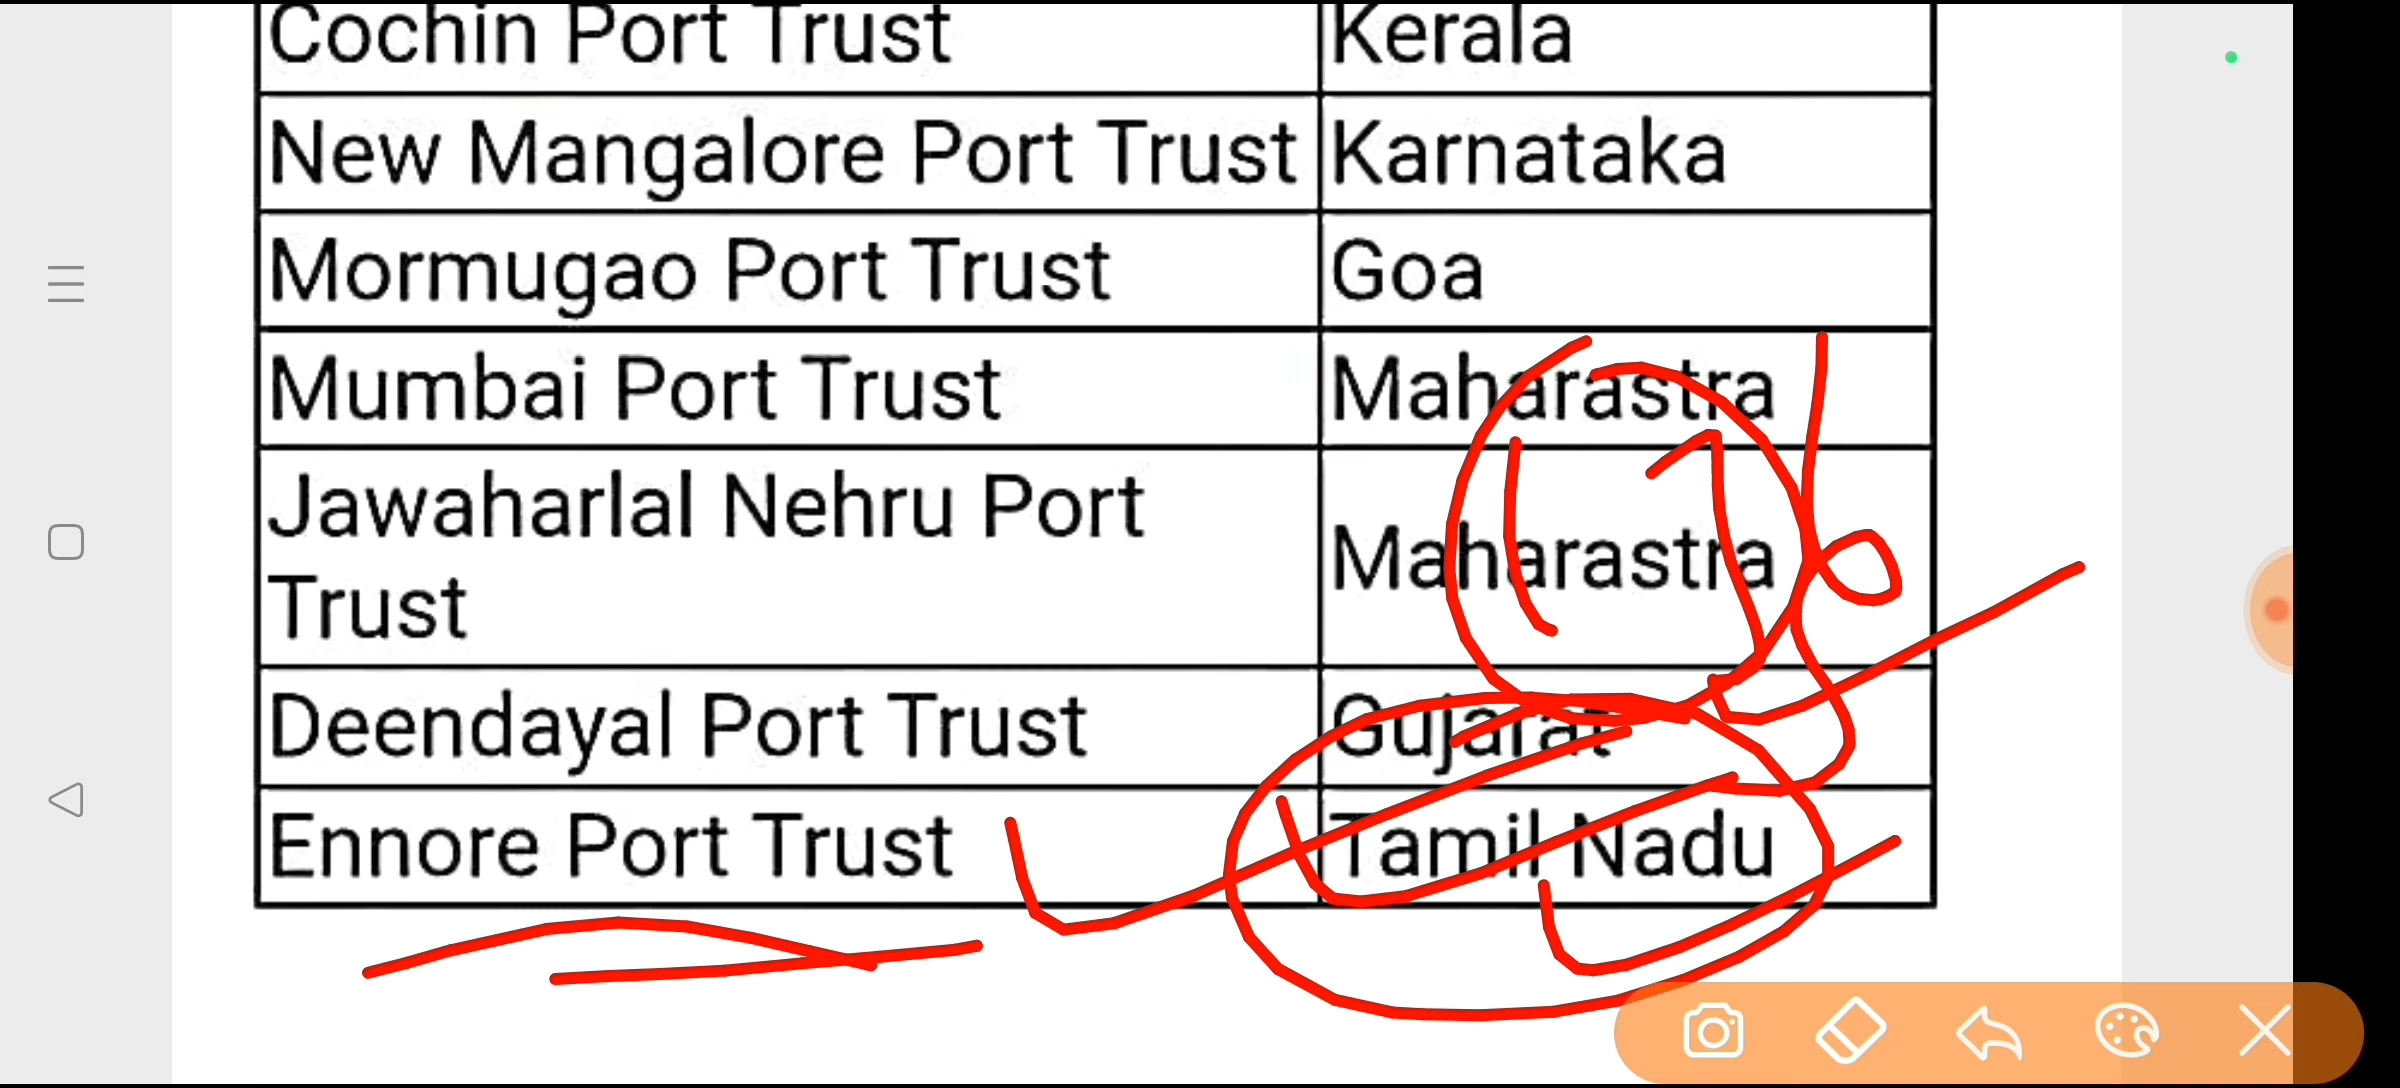 Cochin Port Trust Kerala
New Mangalore Port Trust Karnataka
Mormugao Port Trust Goa
Mumbai Port Trust Maharastra
Jawaharlal Nehru Port
Trust Maharastra
Deendayal Port Trust Gujarat
Ennore Port Trust Tamil Nadu